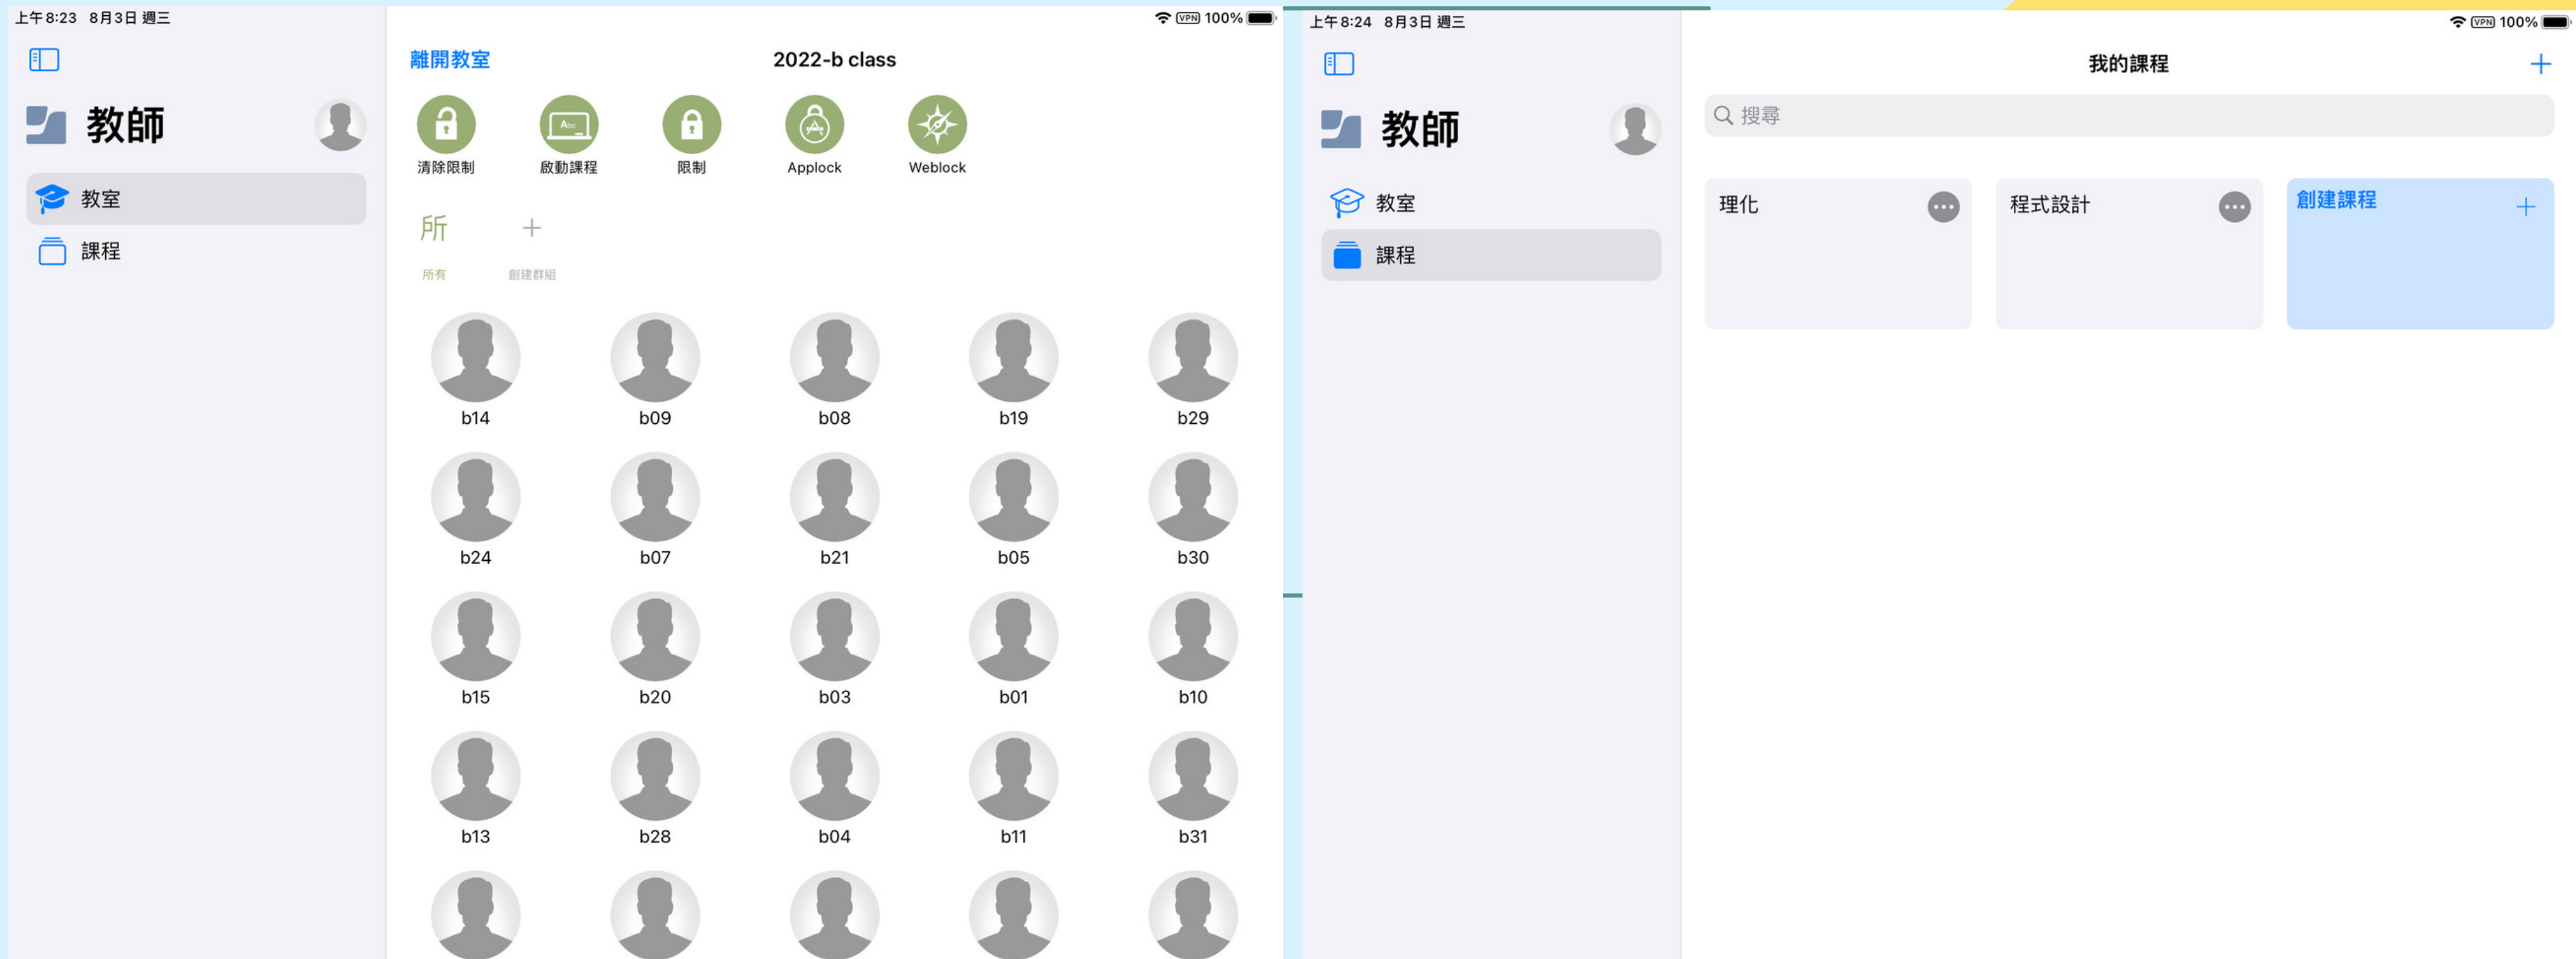 上午8:23 8月3日 週三
VPN 100%
教師
教室
課程
離開教室
2022-b class
清除限制
啟動課程
Abc
限制
Applock
Weblock
所
所有
創建群組
b14
b09
b08
b19
b29
b24
b07
b21
b05
b30
b15
b20
b03
b01
b10
b13
b28
b04
b11
b31
上午8:24 8月3日 週三
VPN 100%
教師
教室
課程
我的課程
搜尋
理化
程式設計
創建課程